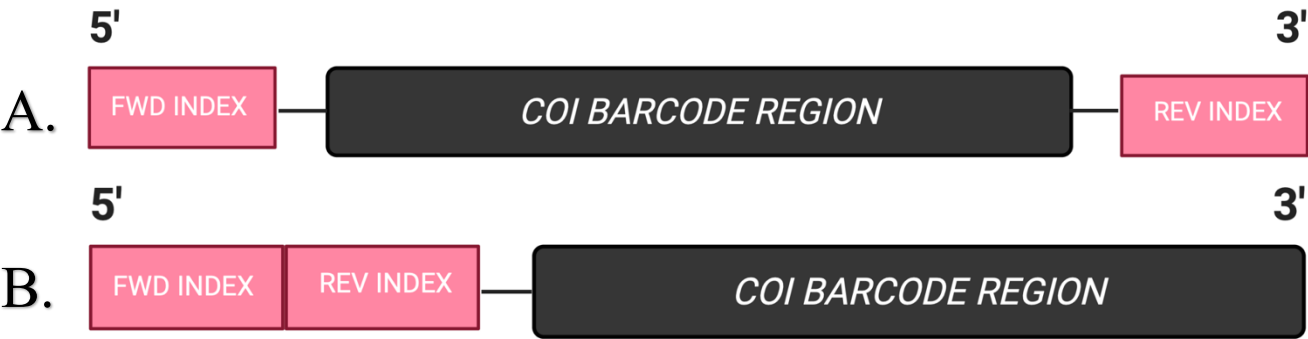 5' 3'
A. FWD INDEX COI BARCODE REGION REV INDEX
5' 3'
B. FWD INDEX REV INDEX COI BARCODE REGION